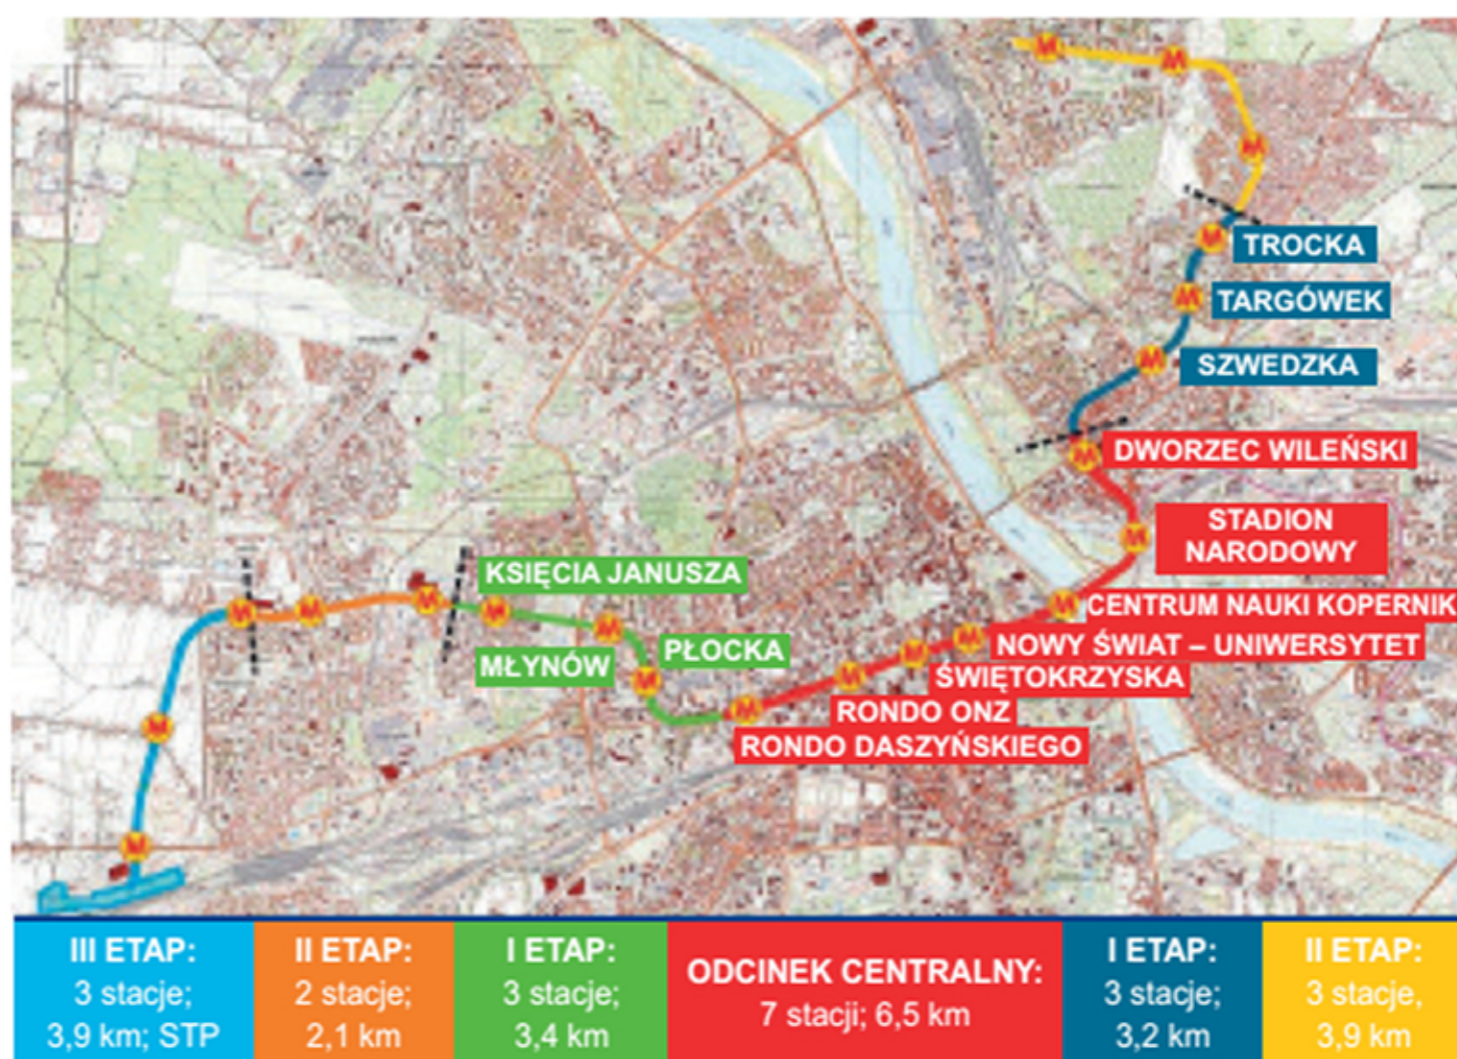 TROCKA
TARGÓWEK
SZWEDZKA
DWORZEC WILEŃSKI
STADION
NARODOWY
KSIĘCIA JANUSZA
CENTRUM NAUKI KOPERNIK
PŁOCKA
NOWY ŚWIAT – UNIWERSYTET
MŁYNÓW
ŚWIĘTOKRZYSKA
RONDO ONZ
RONDO DASZYŃSKIEGO
III ETAP:
3 stacje;
3,9 km; STP
II ETAP:
2 stacje;
2,1 km
I ETAP:
3 stacje;
3,4 km
ODCINEK CENTRALNY:
7 stacji; 6,5 km
I ETAP:
3 stacje;
3,2 km
II ETAP:
3 stacje,
3,9 km